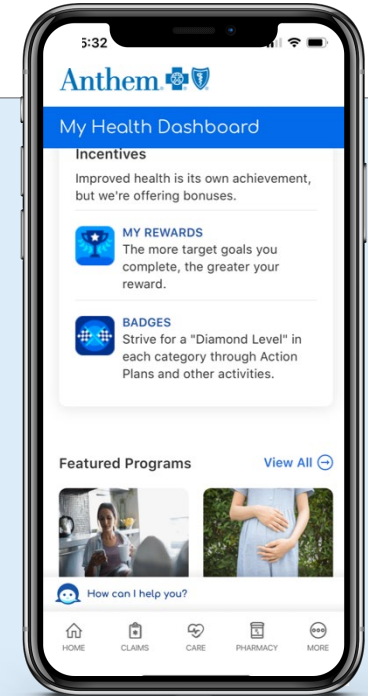 5:32
Anthem
My Health Dashboard
Incentives
Improved health is its own achievement,
but we're offering bonuses.
MY REWARDS
The more target goals you
complete, the greater your
reward.
BADGES
Strive for a "Diamond Level" in
each category through Action
Plans and other activities.
Featured Programs
View All
How can I help you?
HOME CLAIMS CARE PHARMACY MORE